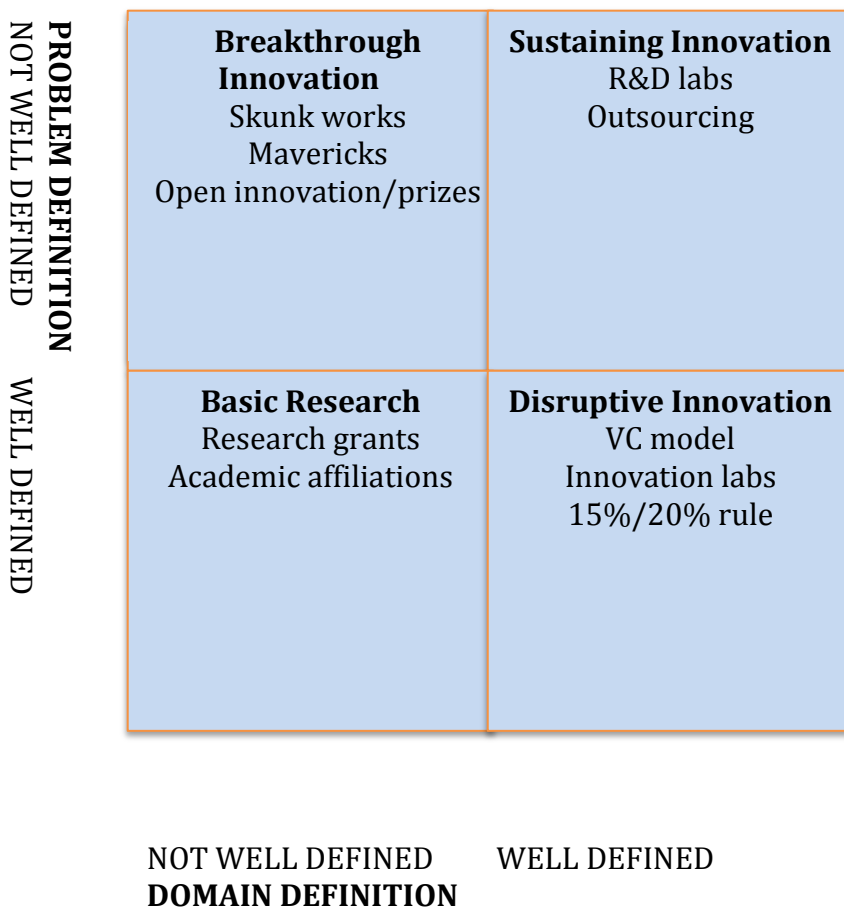 PROBLEM DEFINITION
NOT WELL DEFINED WELL DEFINED
Breakthrough
Innovation
Skunk works
Mavericks
Open innovation/prizes
Sustaining Innovation
R&D labs
Outsourcing
Basic Research
Research grants
Academic affiliations
Disruptive Innovation
VC model
Innovation labs
15%/20% rule
NOT WELL DEFINED WELL DEFINED
DOMAIN DEFINITION